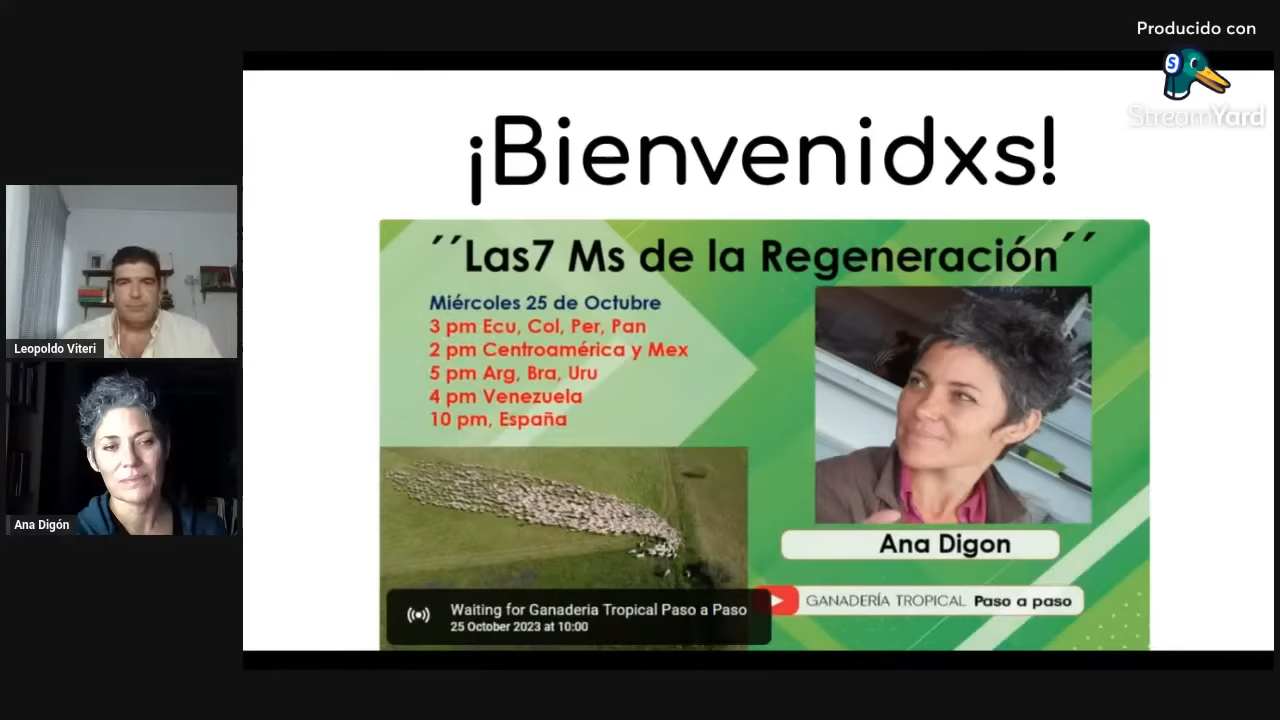 Producido con
StreamYard
¡Bienvenidxs!
´´Las7 Ms de la Regeneración´´
Miércoles 25 de Octubre
3 pm Ecu, Col, Per, Pan
2 pm Centroamérica y Mex
5 pm Arg, Bra, Uru
4 pm Venezuela
10 pm, España
Leopoldo Viteri
Ana Digón
Ana Digon
GANADERÍA TROPICAL Paso a paso
Waiting for Ganaderia Tropical Paso a Paso
25 October 2023 at 10:00